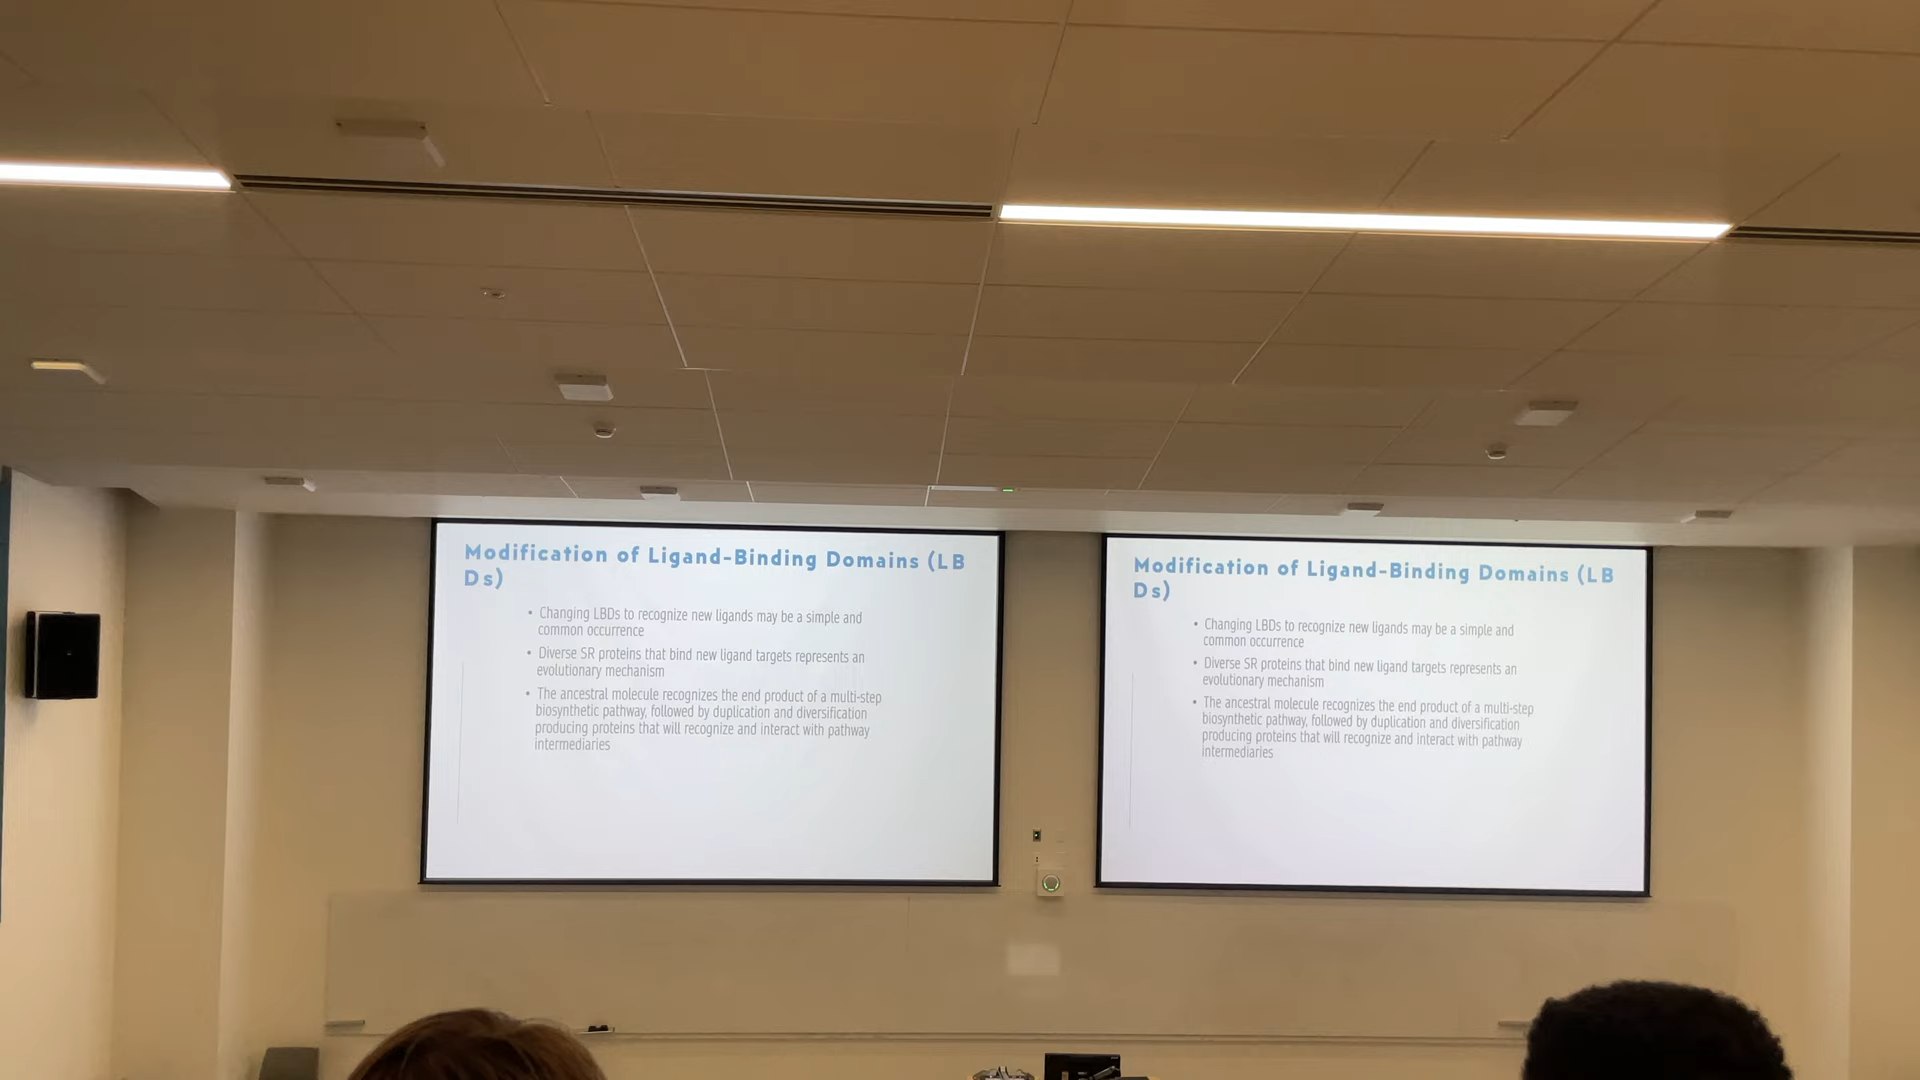 Modification of Ligand-Binding Domains (LB
Ds)
• Changing LBDs to recognize new ligands may be a simple and
common occurrence
• Diverse SR proteins that bind new ligand targets represents an
evolutionary mechanism
• The ancestral molecule recognizes the end product of a multi-step
biosynthetic pathway, followed by duplication and diversification
producing proteins that will recognize and interact with pathway
intermediaries
Modification of Ligand-Binding Domains (LB
Ds)
• Changing LBDs to recognize new ligands may be a simple and
common occurrence
• Diverse SR proteins that bind new ligand targets represents an
evolutionary mechanism
• The ancestral molecule recognizes the end product of a multi-step
biosynthetic pathway, followed by duplication and diversification
producing proteins that will recognize and interact with pathway
intermediaries